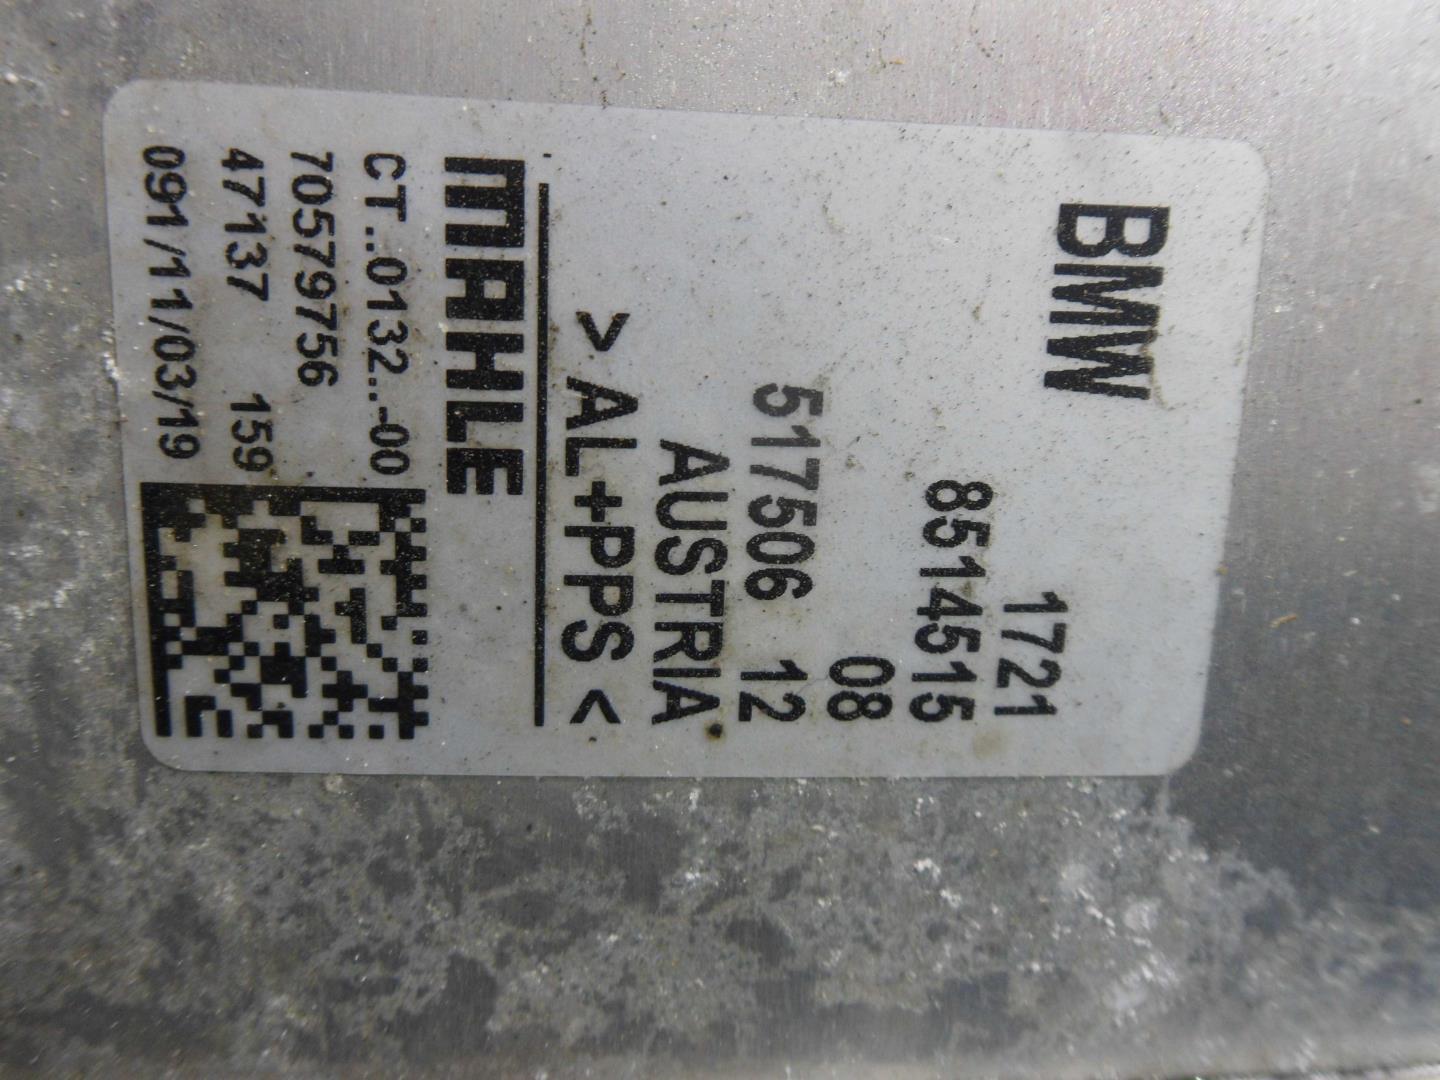 BMW
1721
8514515
08
517506 12
AUSTRIA
> AL+PPS <
MAHLE
CT..0132..-00
70579756
47137 159
091/11/03/19